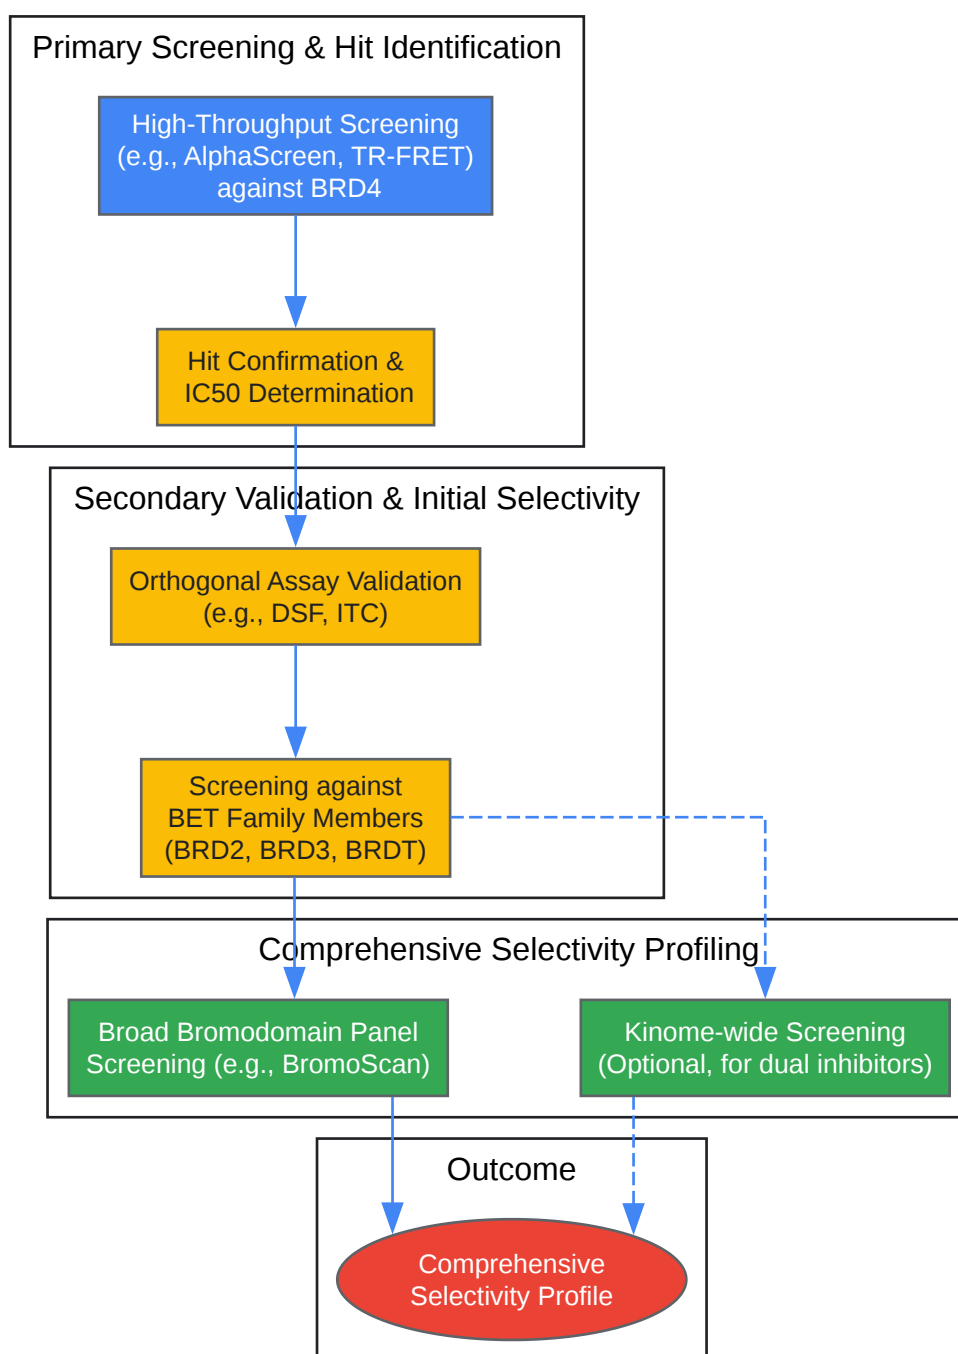 Primary Screening & Hit Identification
High-Throughput Screening
(e.g., AlphaScreen, TR-FRET)
against BRD4
Hit Confirmation &
IC50 Determination
Secondary Validation & Initial Selectivity
Orthogonal Assay Validation
(e.g., DSF, ITC)
Screening against
BET Family Members
(BRD2, BRD3, BRDT)
Comprehensive Selectivity Profiling
Broad Bromodomain Panel
Screening (e.g., BromoScan)
Kinome-wide Screening
(Optional, for dual inhibitors)
Outcome
Comprehensive
Selectivity Profile